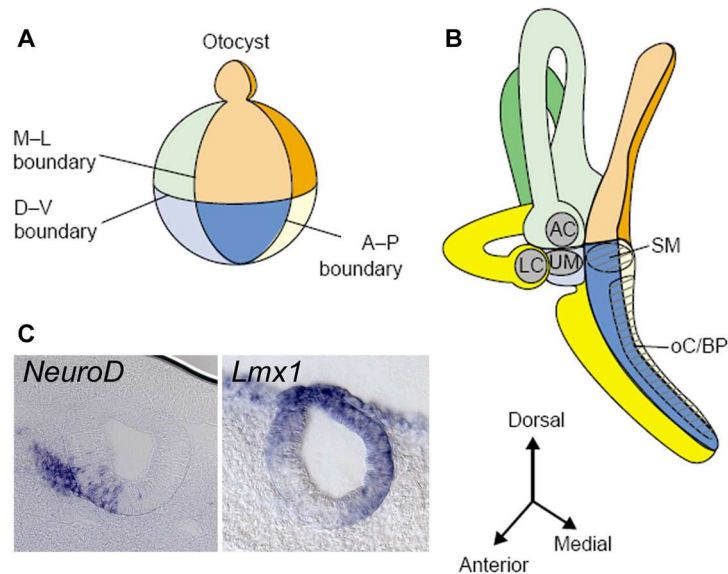 A
Otocyst
M–L
boundary
D–V
boundary
A–P
boundary
B
AC
LC
UM
SM
oC/BP
Dorsal
Anterior
Medial
C
NeuroD
Lmx1